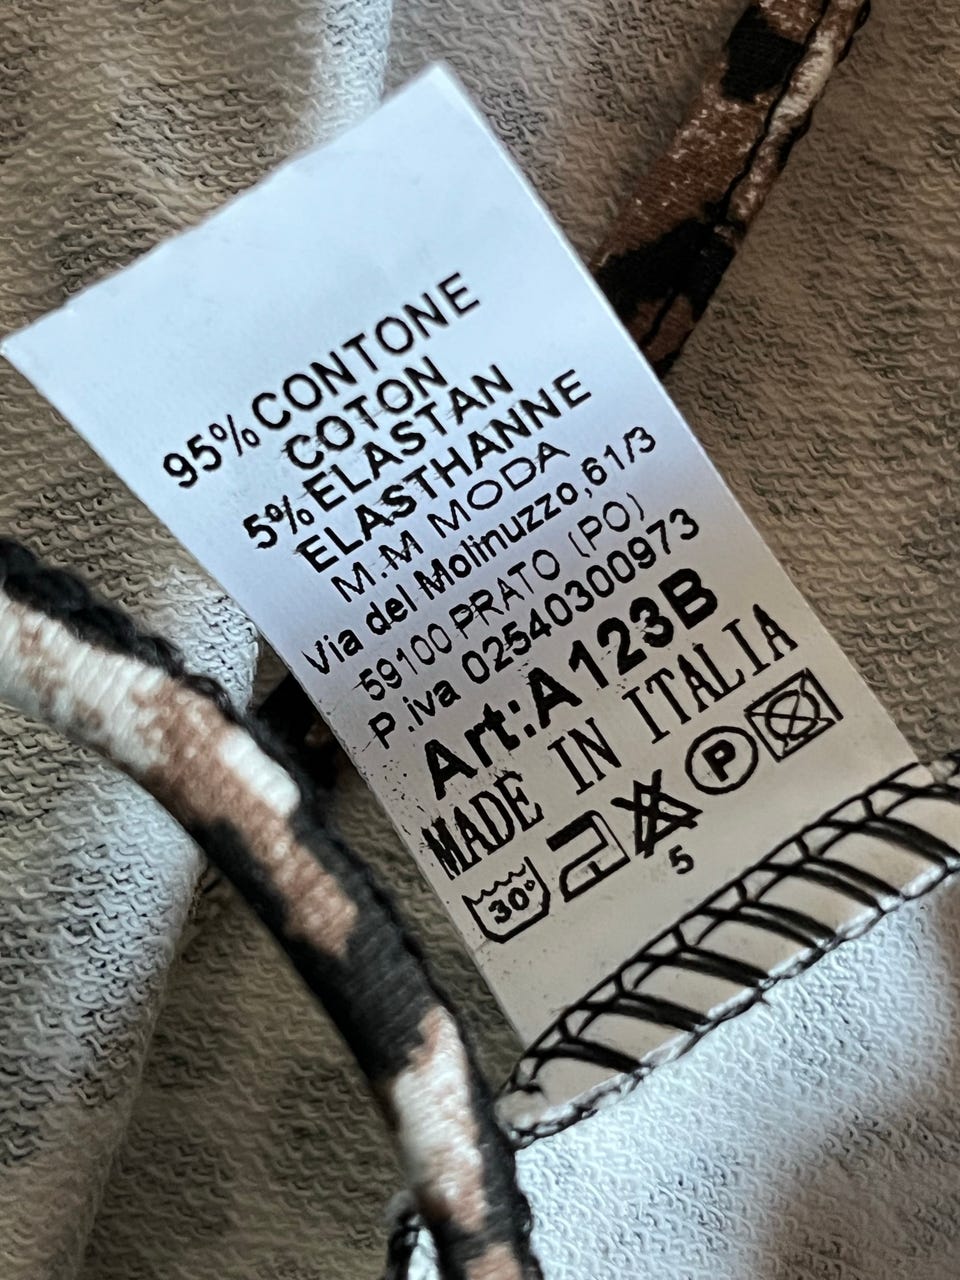 95% CONTONE
COTON
5% ELASTAN
ELASTHANNE
M.M MODA
Via del Molinuzzo,61/3
59100 PRATO (PO)
P.iva 02540300973
Art:A123B
MADE IN ITALIA
30° P
5